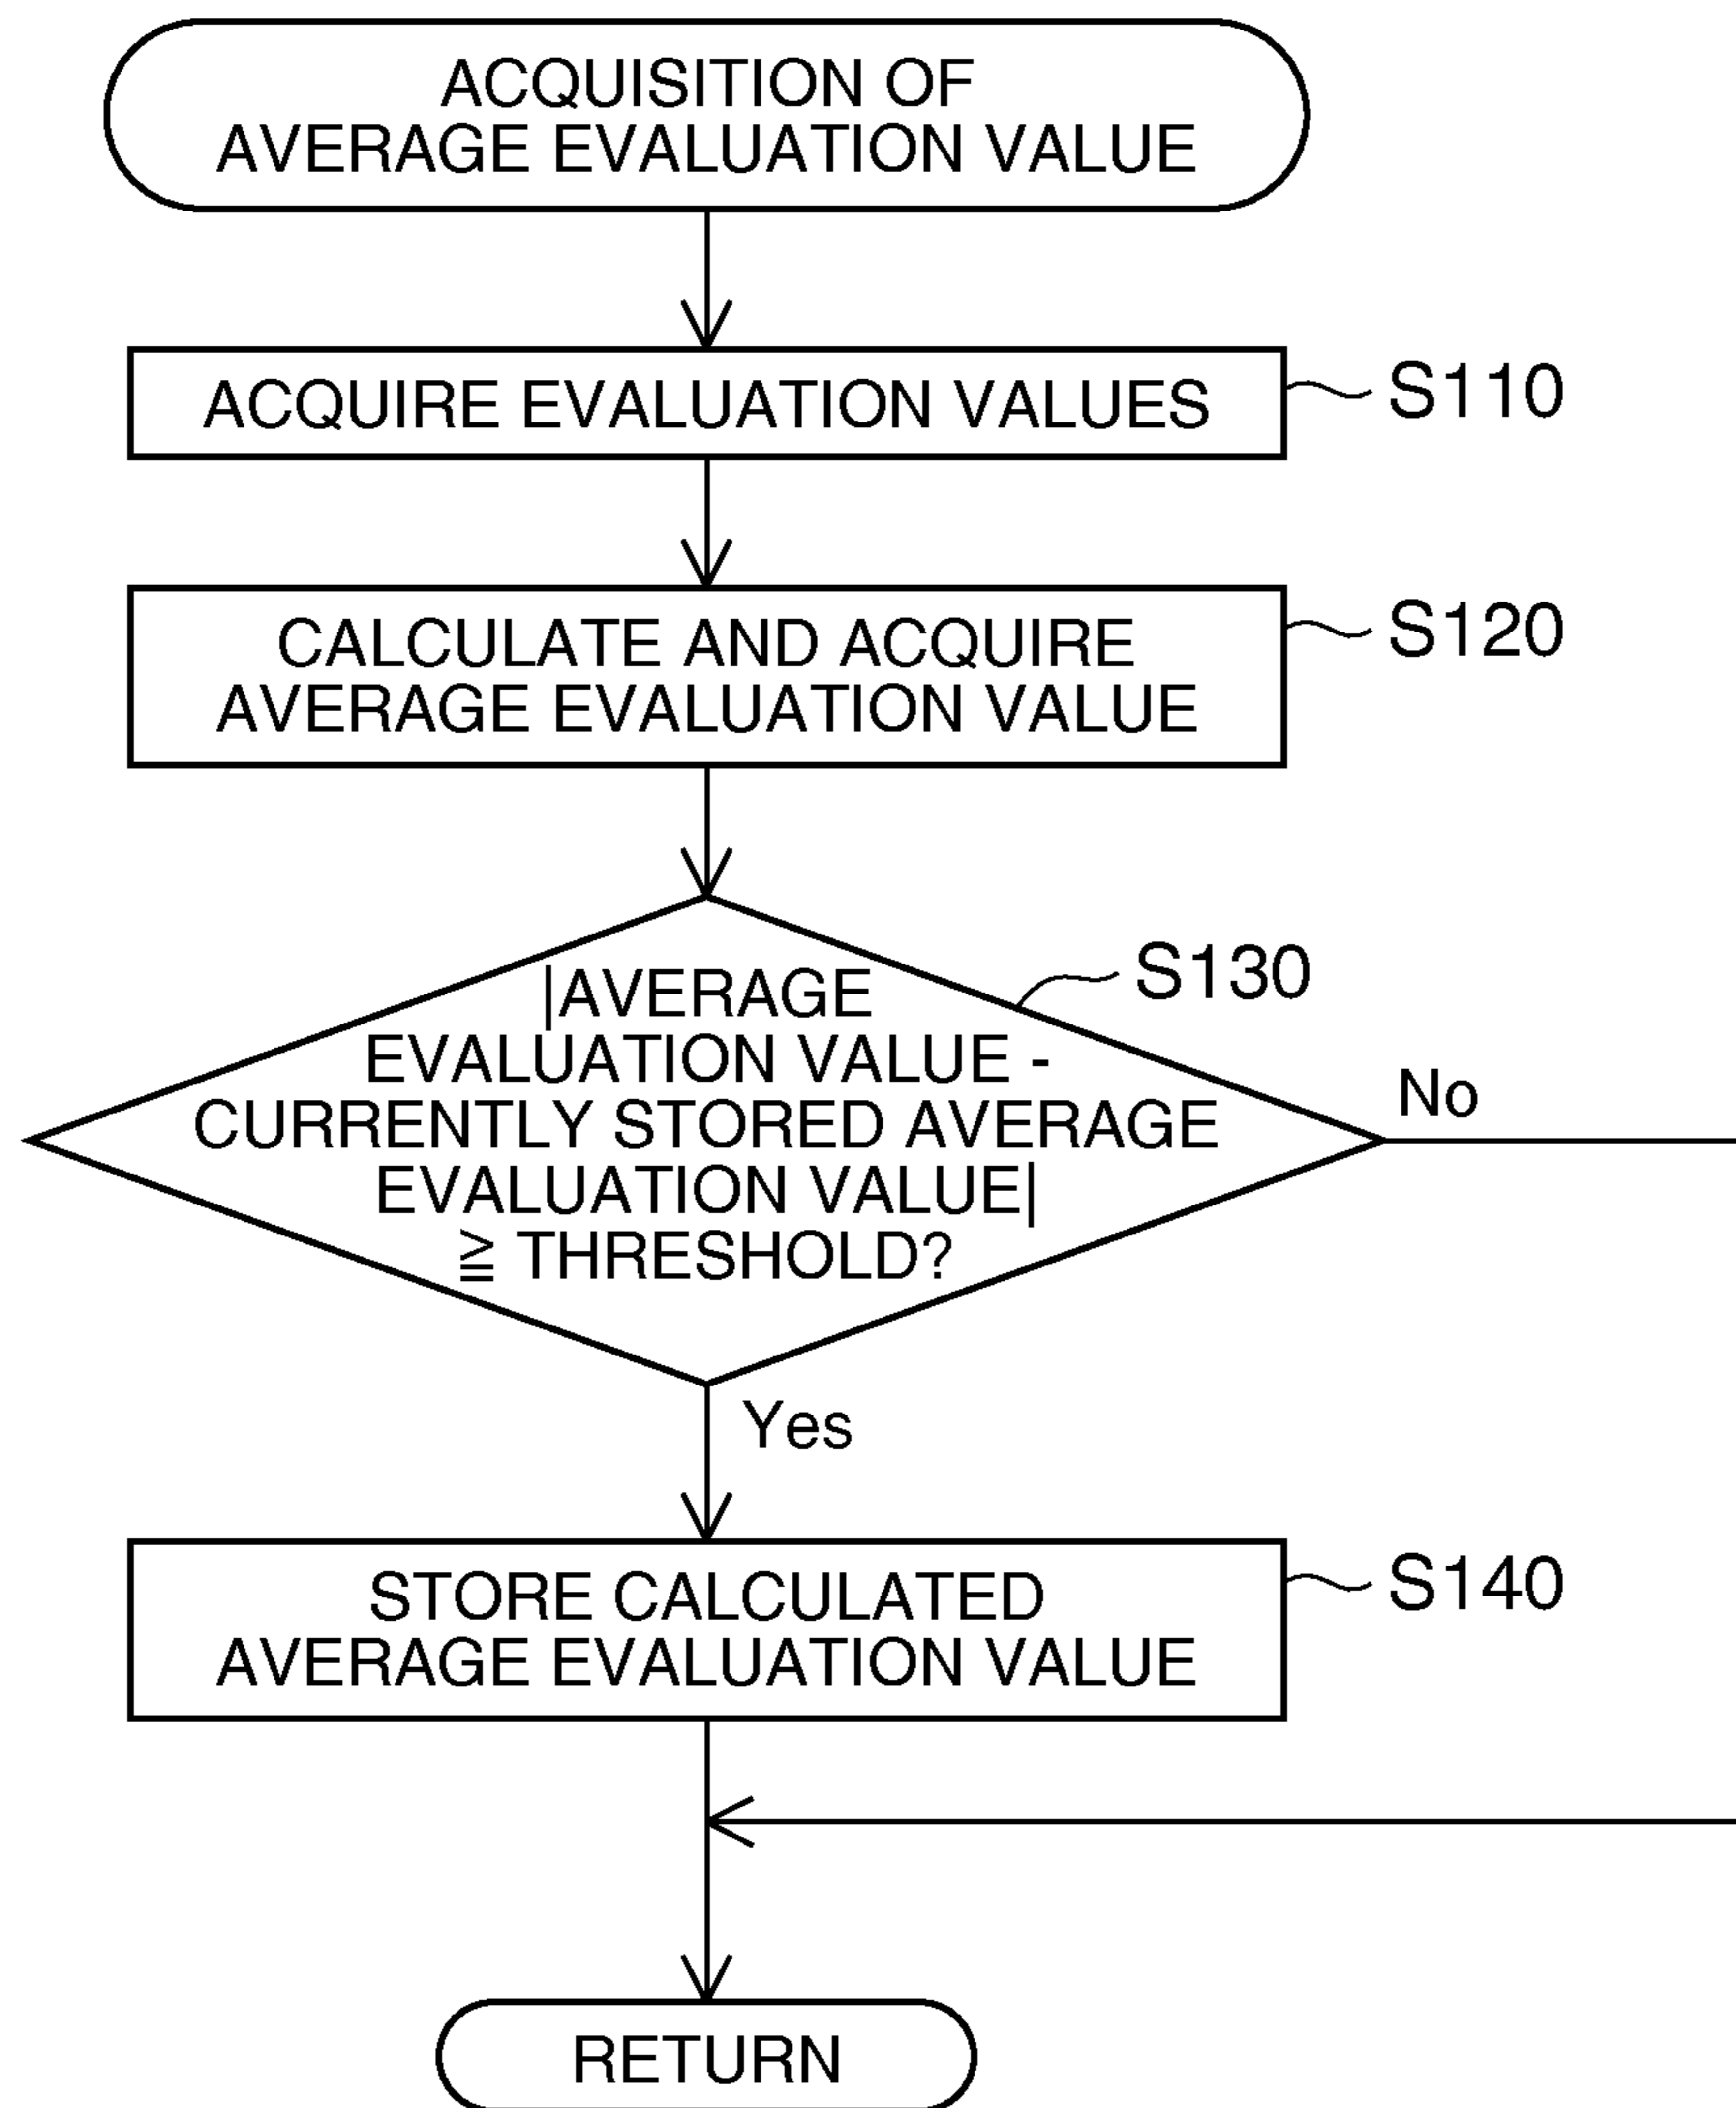 ACQUISITION OF
AVERAGE EVALUATION VALUE
ACQUIRE EVALUATION VALUES
S110
CALCULATE AND ACQUIRE
AVERAGE EVALUATION VALUE
S120
|AVERAGE
EVALUATION VALUE -
CURRENTLY STORED AVERAGE
EVALUATION VALUE|
≧ THRESHOLD?
S130
No
Yes
STORE CALCULATED
AVERAGE EVALUATION VALUE
S140
RETURN